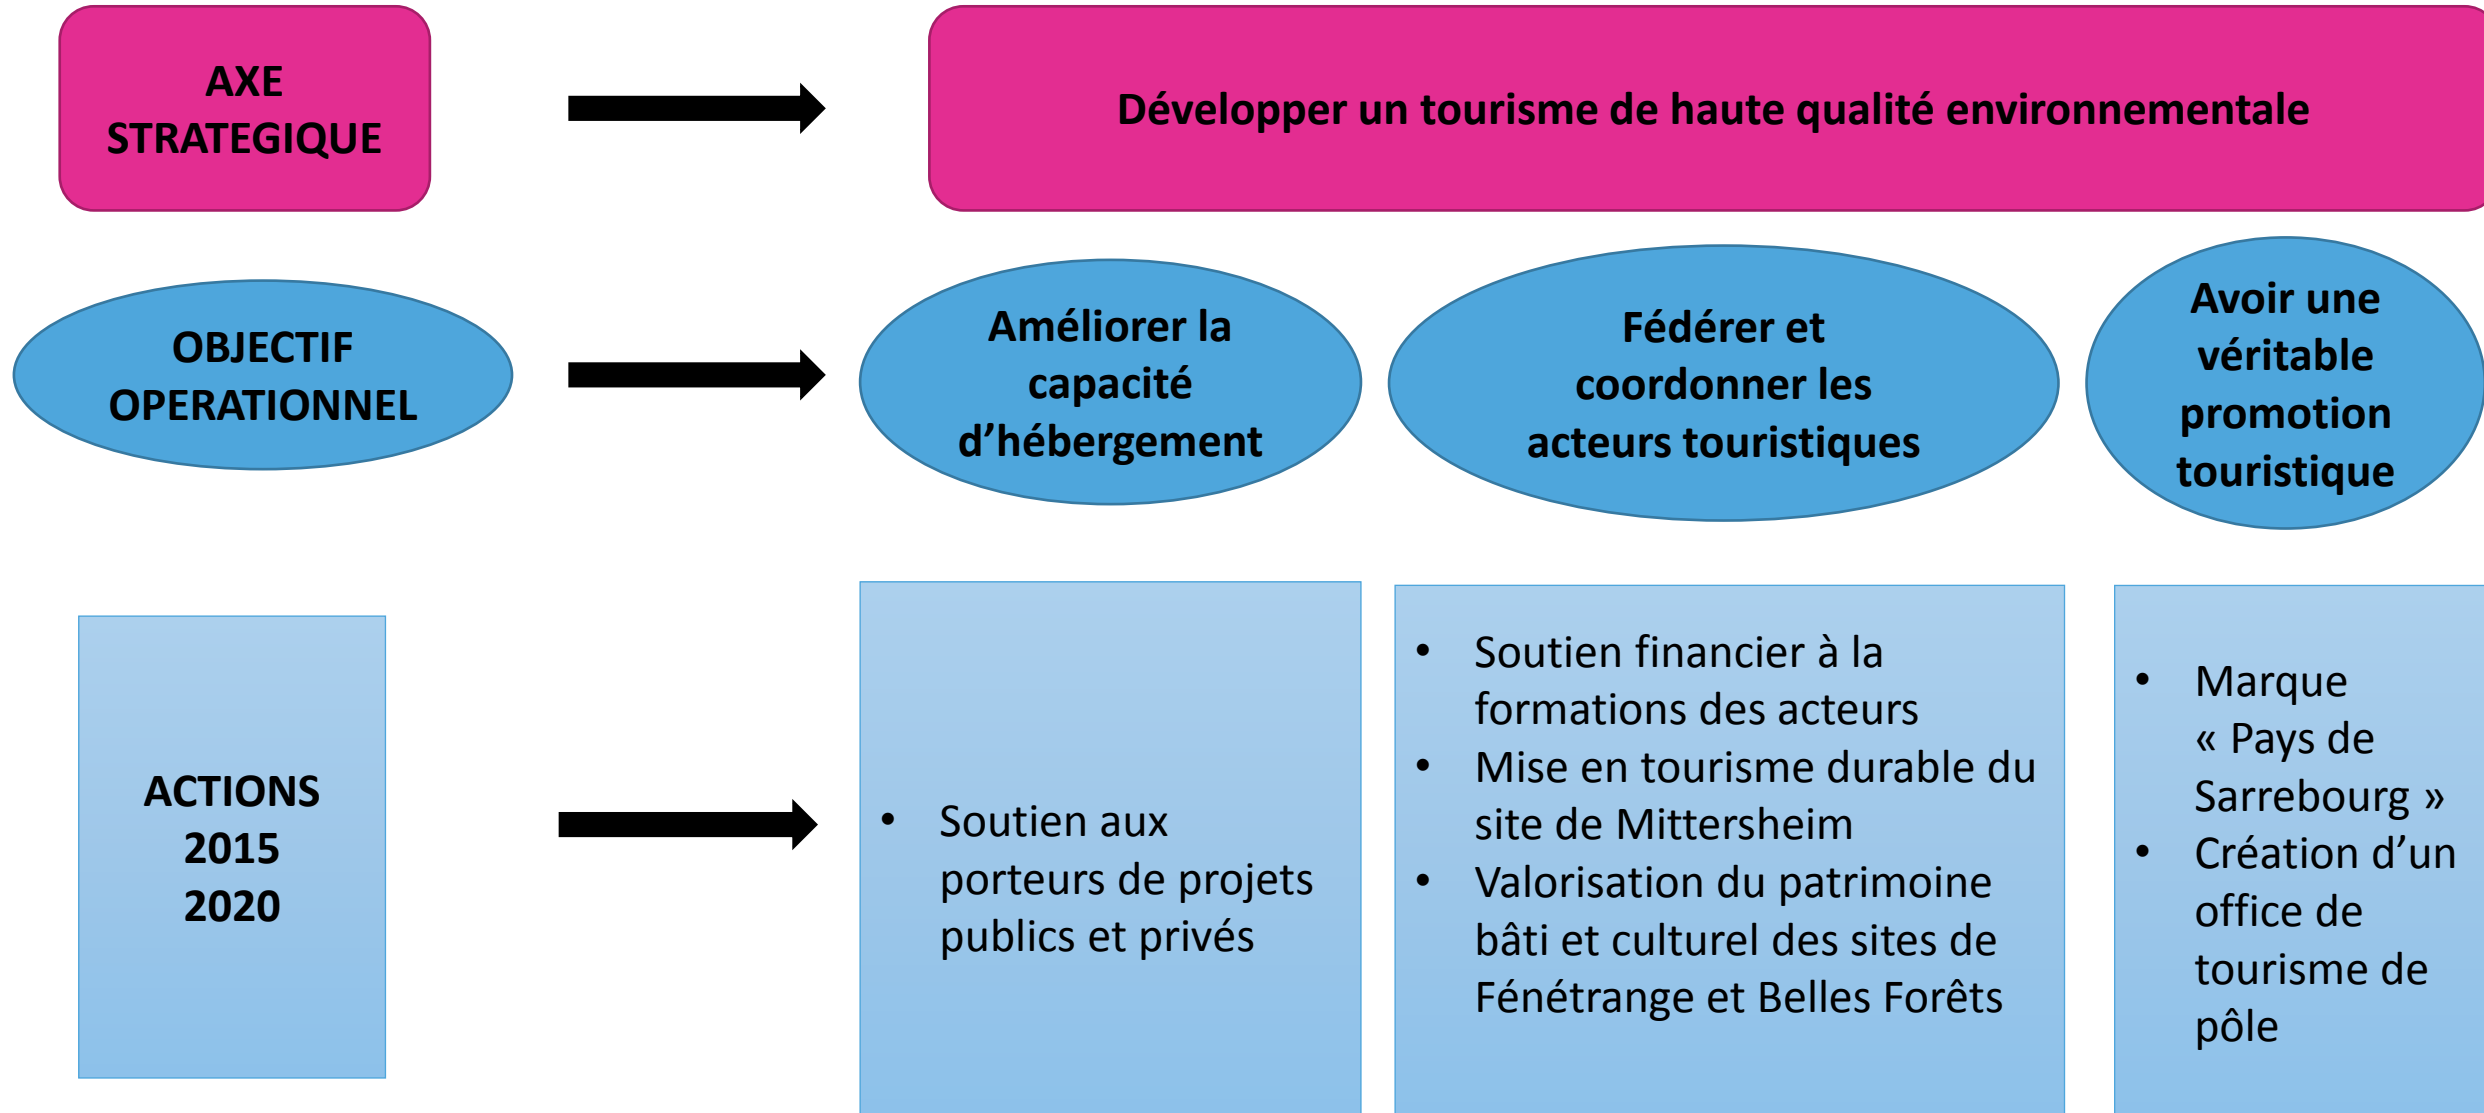 AXE
STRATEGIQUE
Développer un tourisme de haute qualité environnementale
OBJECTIF
OPERATIONNEL
Améliorer la
capacité
d’hébergement
Fédérer et
coordonner les
acteurs touristiques
Avoir une
véritable
promotion
touristique
ACTIONS
2015
2020
• Soutien aux
porteurs de projets
publics et privés
• Soutien financier à la
formations des acteurs
• Mise en tourisme durable du
site de Mittersheim
• Valorisation du patrimoine
bâti et culturel des sites de
Fénétrange et Belles Forêts
• Marque
« Pays de
Sarrebourg »
• Création d’un
office de
tourisme de
pôle